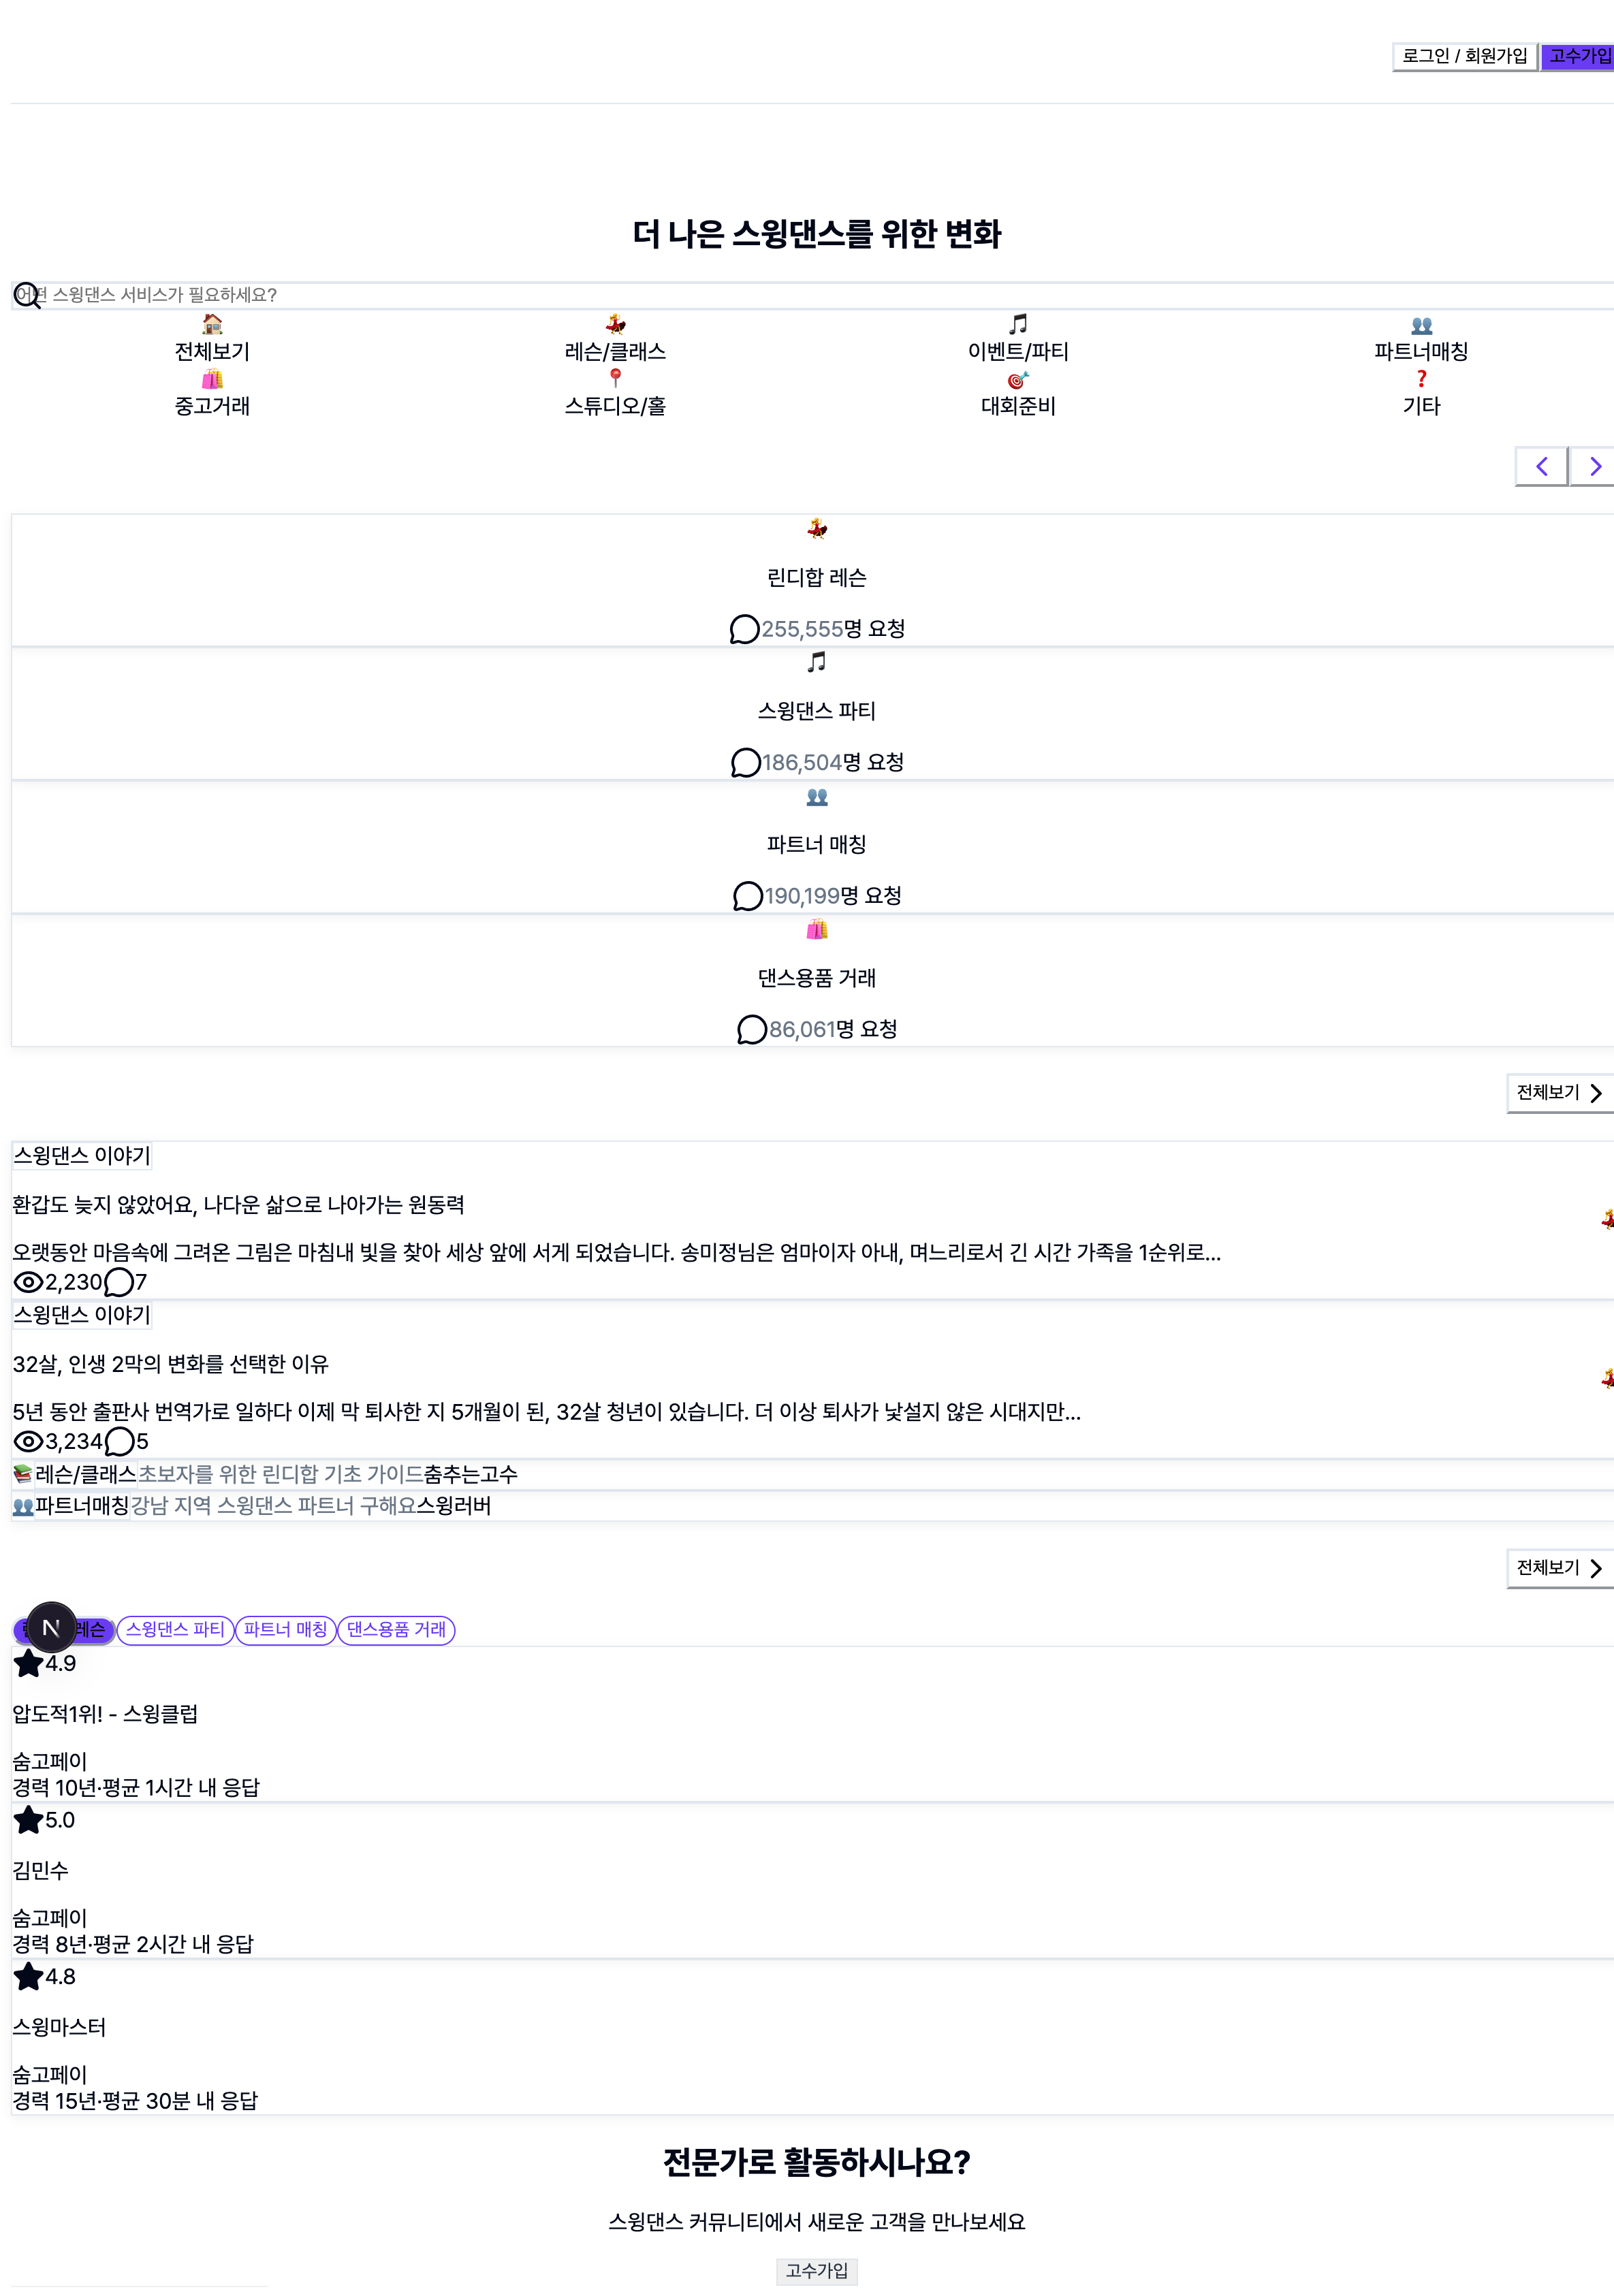 로그인 / 회원가입
고수가입
더 나은 스윙댄스를 위한 변화
어떤 스윙댄스 서비스가 필요하세요?
전체보기 레슨/클래스 이벤트/파티 파트너매칭
중고거래 스튜디오/홀 대회준비 기타
린디합 레슨
255,555명 요청
스윙댄스 파티
186,504명 요청
파트너 매칭
190,199명 요청
댄스용품 거래
86,061명 요청
전체보기
스윙댄스 이야기
환갑도 늦지 않았어요, 나다운 삶으로 나아가는 원동력
오랫동안 마음속에 그려온 그림은 마침내 빛을 찾아 세상 앞에 서게 되었습니다. 송미정님은 엄마이자 아내, 며느리로서 긴 시간 가족을 1순위로...
2,230 7
스윙댄스 이야기
32살, 인생 2막의 변화를 선택한 이유
5년 동안 출판사 번역가로 일하다 이제 막 퇴사한 지 5개월이 된, 32살 청년이 있습니다. 더 이상 퇴사가 낯설지 않은 시대지만...
3,234 5
레슨/클래스 초보자를 위한 린디합 기초 가이드 춤추는고수
파트너매칭 강남 지역 스윙댄스 파트너 구해요 스윙러버
전체보기
N 레슨 스윙댄스 파티 파트너 매칭 댄스용품 거래
4.9
압도적1위! - 스윙클럽
숨고페이
경력 10년·평균 1시간 내 응답
5.0
김민수
숨고페이
경력 8년·평균 2시간 내 응답
4.8
스윙마스터
숨고페이
경력 15년·평균 30분 내 응답
전문가로 활동하시나요?
스윙댄스 커뮤니티에서 새로운 고객을 만나보세요
고수가입